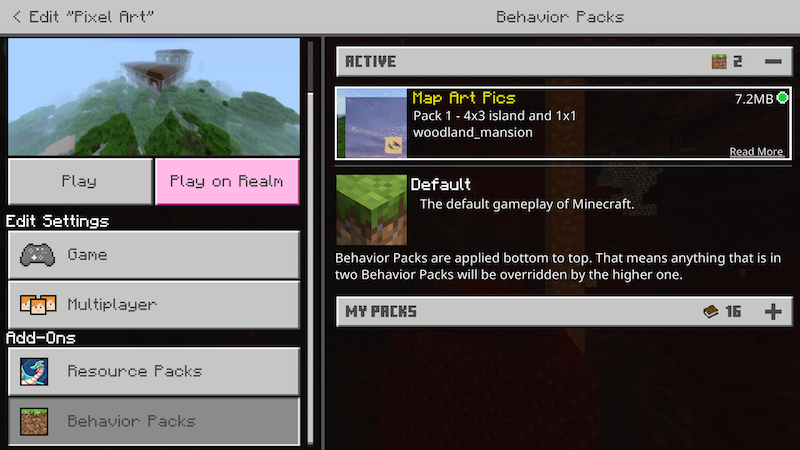 < Edit "Pixel Art"
Behavior Packs
Play
Play on Realm
Edit Settings
Game
Multiplayer
Add-Ons
Resource Packs
Behavior Packs
ACTIVE
2
Map Art Pics
7.2MB
Pack 1 - 4x3 island and 1x1
woodland_mansion
Read More
Default
The default gameplay of Minecraft.
Behavior Packs are applied bottom to top. That means anything that is in
two Behavior Packs will be overridden by the higher one.
MY PACKS
16